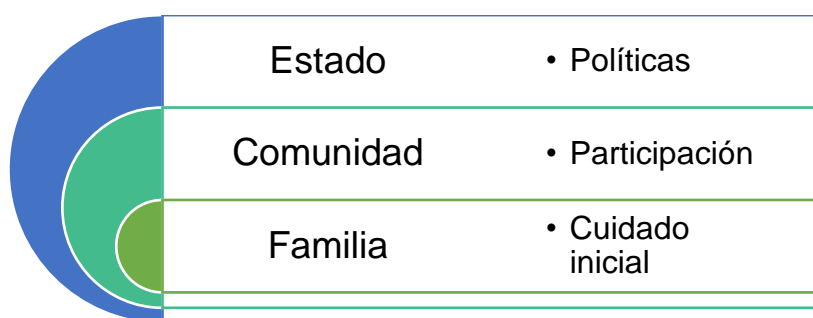 Estado
• Políticas
Comunidad
• Participación
Familia
• Cuidado
inicial